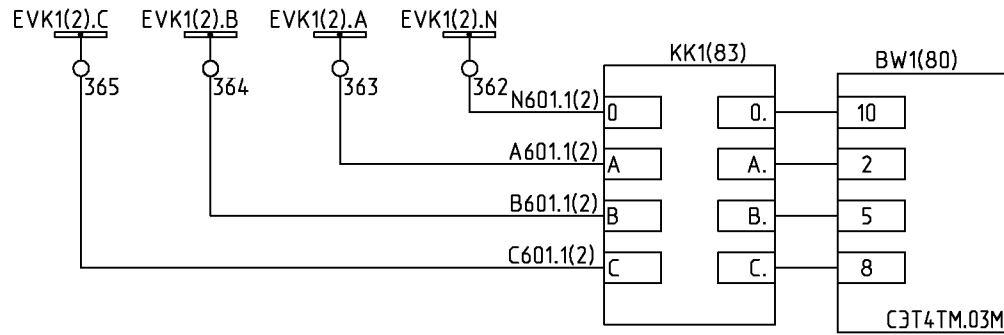 EVK1(2).C EVK1(2).B EVK1(2).A EVK1(2).N
KK1(83)
BW1(80)
365 364 363 362
N601.1(2) 0 0. 10
A601.1(2) A A. 2
B601.1(2) B B. 5
C601.1(2) C C. 8
СЭТ4ТМ.03М